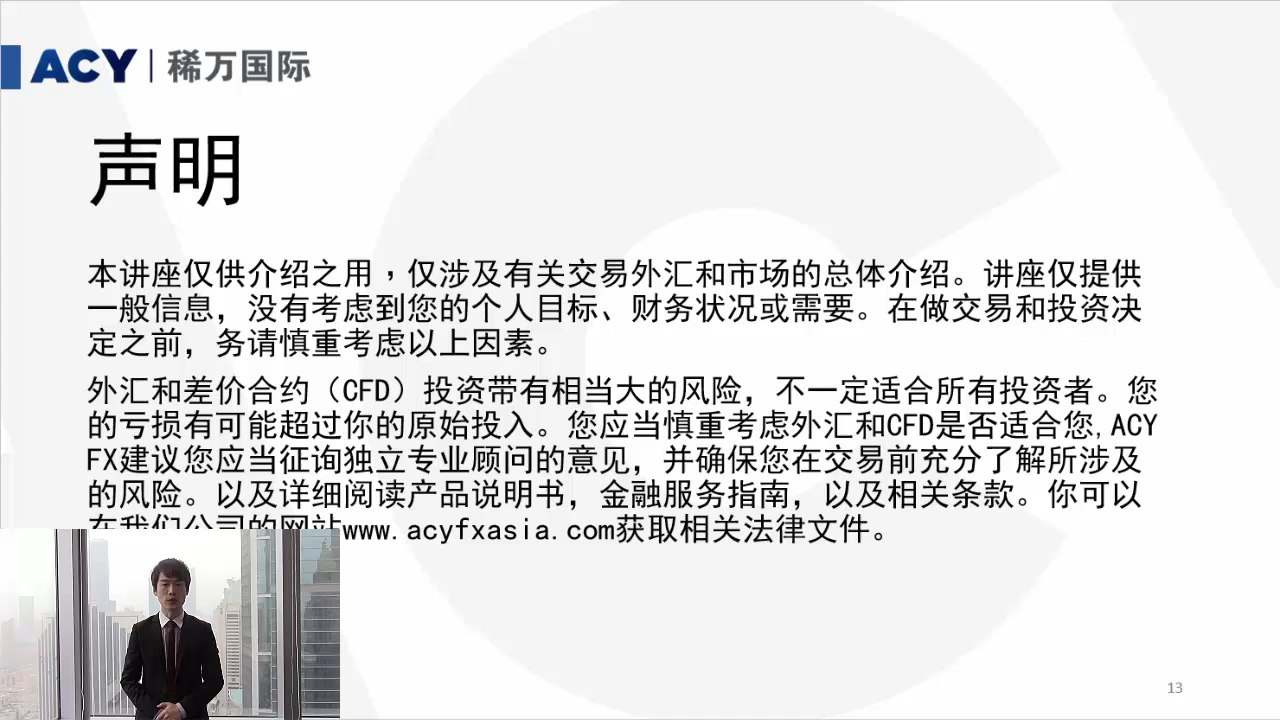 ACY | 稀万国际
声明
本讲座仅供介绍之用，仅涉及有关交易外汇和市场的总体介绍。讲座仅提供
一般信息，没有考虑到您的个人目标、财务状况或需要。在做交易和投资决
定之前，务请慎重考虑以上因素。
外汇和差价合约（CFD）投资带有相当大的风险，不一定适合所有投资者。您
的亏损有可能超过你的原始投入。您应当慎重考虑外汇和CFD是否适合您,ACY
FX建议您应当征询独立专业顾问的意见，并确保您在交易前充分了解所涉及
的风险。以及详细阅读产品说明书，金融服务指南，以及相关条款。你可以
在我们公司的网站www.acyfxasia.com获取相关法律文件。
13